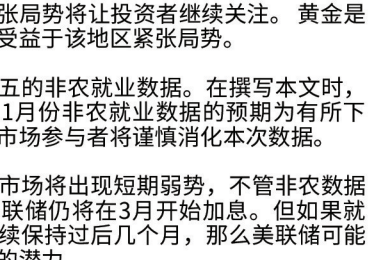 张局势将让投资者继续关注。 黄金是
受益于该地区紧张局势。
五的非农就业数据。在撰写本文时，
1月份非农就业数据的预期为有所下
市场参与者将谨慎消化本次数据。
市场将出现短期弱势，不管非农数据
联储仍将在3月开始加息。但如果就
续保持过后几个月，那么美联储可能
的潜力